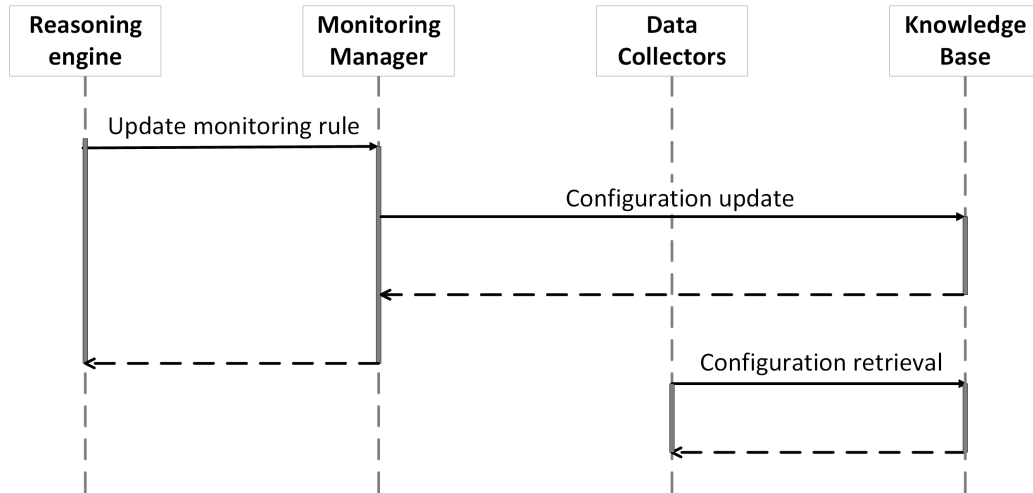 Reasoning
engine
Monitoring
Manager
Data
Collectors
Knowledge
Base
Update monitoring rule
Configuration update
Configuration retrieval